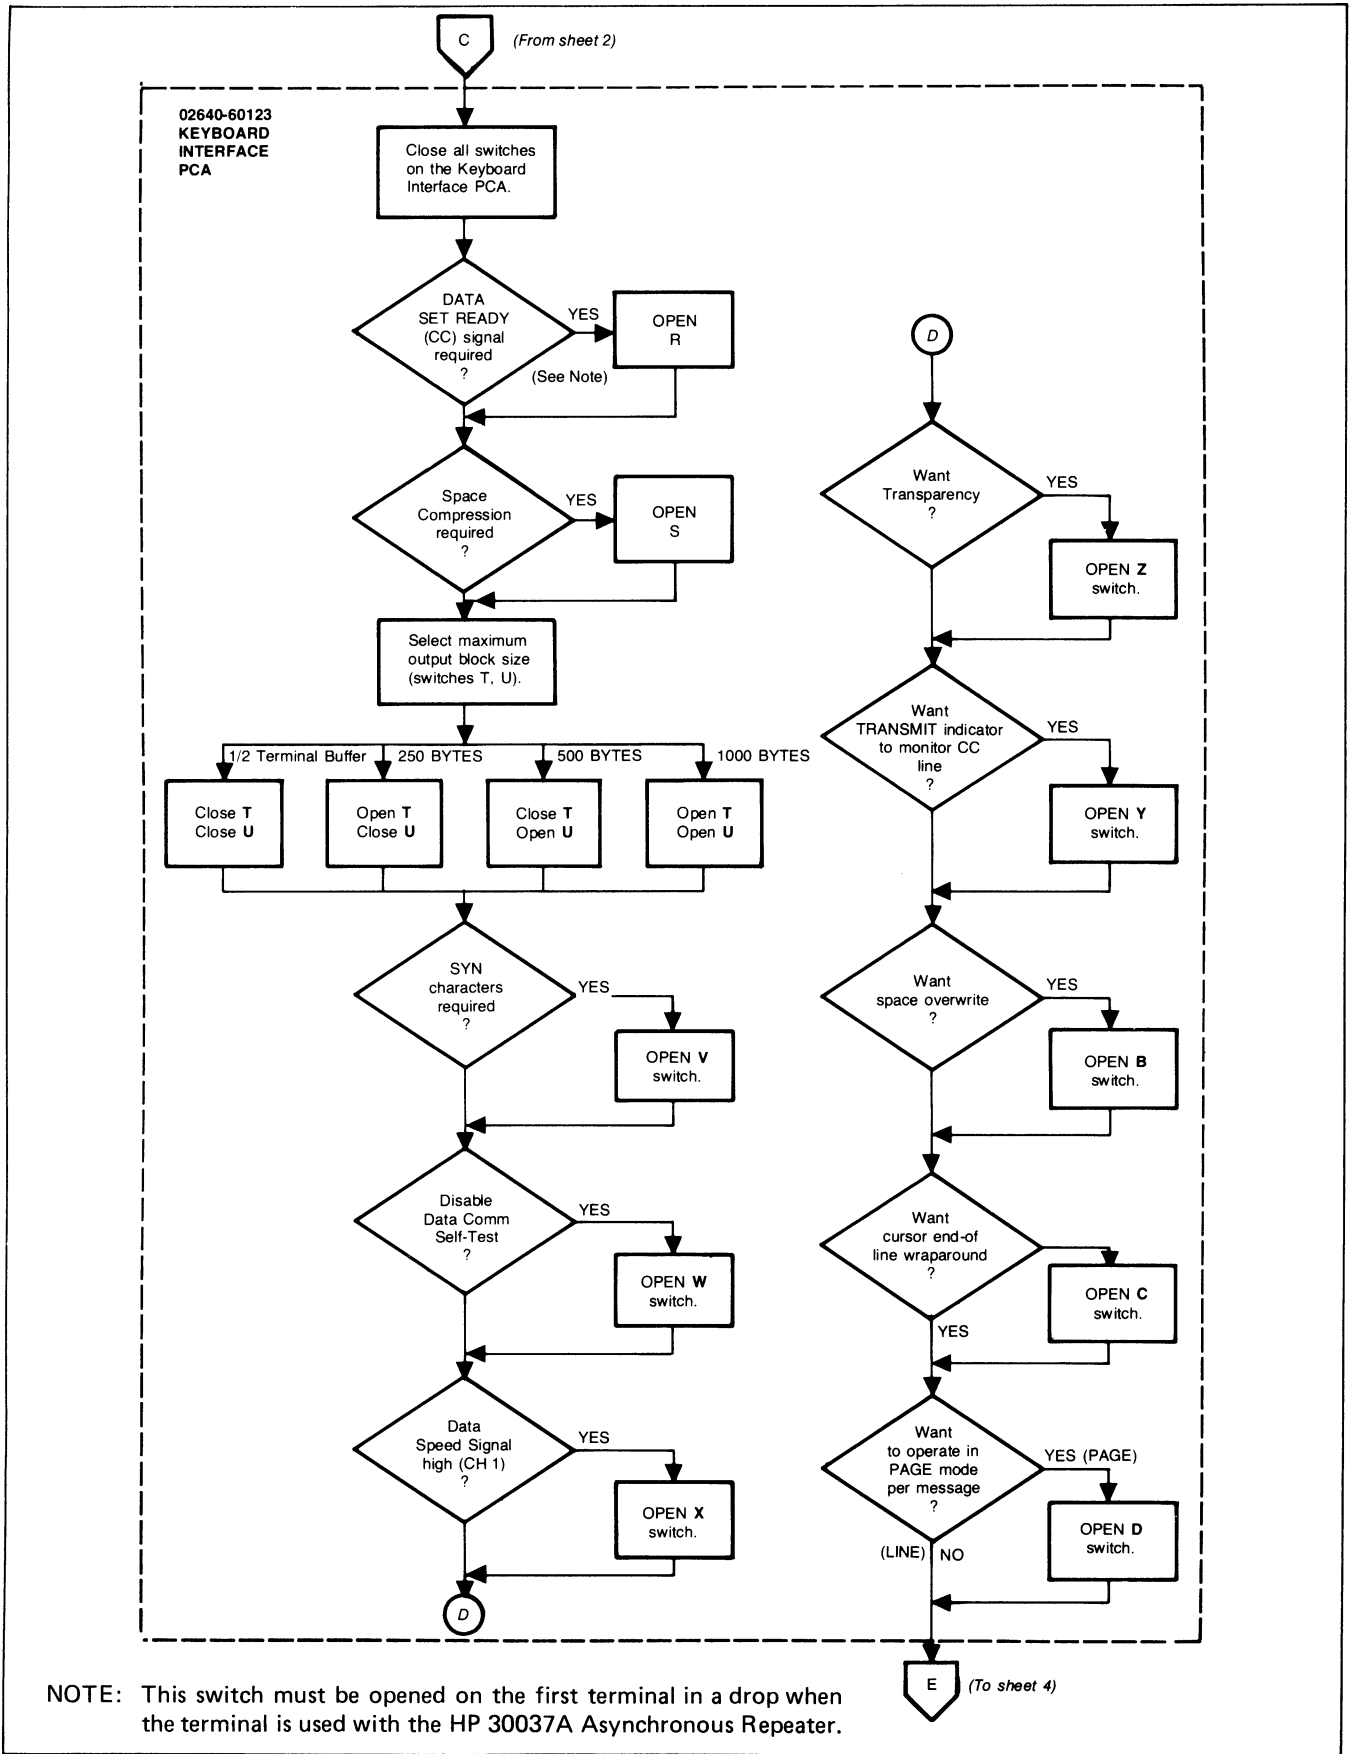 C
(From sheet 2)
02640-60123
KEYBOARD
INTERFACE
PCA
Close all switches
on the Keyboard
Interface PCA.
DATA
SET READY
(CC) signal
required
?
YES
(See Note)
OPEN
R
Space
Compression
required
?
YES
OPEN
S
Select maximum
output block size
(switches T, U).
1/2 Terminal Buffer
250 BYTES
500 BYTES
1000 BYTES
Close T
Close U
Open T
Close U
Close T
Open U
Open T
Open U
SYN
characters
required
?
YES
OPEN V
switch.
Disable
Data Comm
Self-Test
?
YES
OPEN W
switch.
Data
Speed Signal
high (CH 1)
?
YES
OPEN X
switch.
D
D
Want
Transparency
?
YES
OPEN Z
switch.
Want
TRANSMIT indicator
to monitor CC
line
?
YES
OPEN Y
switch.
Want
space overwrite
?
YES
OPEN B
switch.
Want
cursor end-of
line wraparound
?
YES
OPEN C
switch.
Want
to operate in
PAGE mode
per message
?
YES (PAGE)
OPEN D
switch.
(LINE) NO
E
(To sheet 4)
NOTE: This switch must be opened on the first terminal in a drop when
the terminal is used with the HP 30037A Asynchronous Repeater.